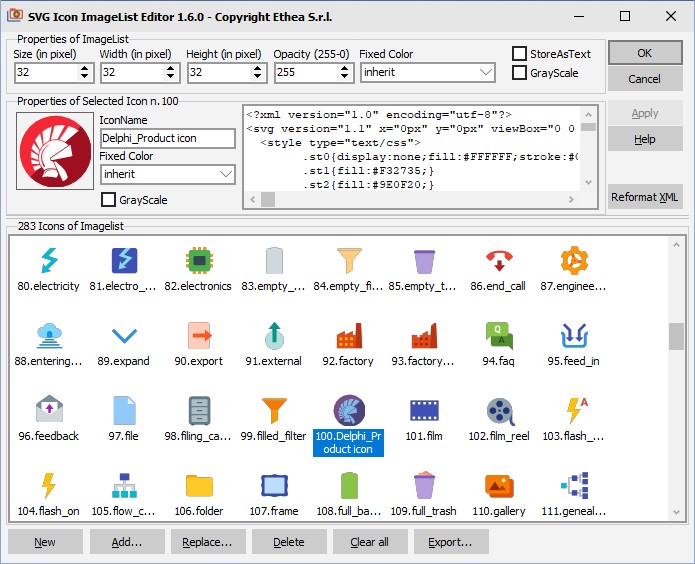 SVG Icon ImageList Editor 1.6.0 - Copyright Ethea S.r.l.
Properties of ImageList
Size (in pixel) Width (in pixel) Height (in pixel) Opacity (255-0) Fixed Color
32 32 32 255 inherit
StoreAsText
GrayScale
OK
Cancel
Properties of Selected Icon n.100
IconName
Delphi_Product icon
Fixed Color
inherit
GrayScale
<?xml version="1.0" encoding="utf-8"?>
<svg version="1.1" x="0px" y="0px" viewBox="0 0
<style type="text/css">
.st0{display:none;fill:#FFFFFF;stroke:#0
.st1{fill:#F32735;}
.st2{fill:#9E0F20;}
Apply
Help
Reformat XML
283 Icons of Imagelist
80.electricity 81.electro_... 82.electronics 83.empty_... 84.empty_fi... 85.empty_t... 86.end_call 87.enginee...
88.entering... 89.expand 90.export 91.external 92.factory 93.factory... 94.faq 95.feed_in
96.feedback 97.file 98.filing_ca... 99.filled_filter 100.Delphi_Pr 101.film 102.film_reel 103.flash_...
oduct icon
104.flash_on 105.flow_c... 106.folder 107.frame 108.full_ba... 109.full_trash 110.gallery 111.geneal...
New Add... Replace... Delete Clear all Export...